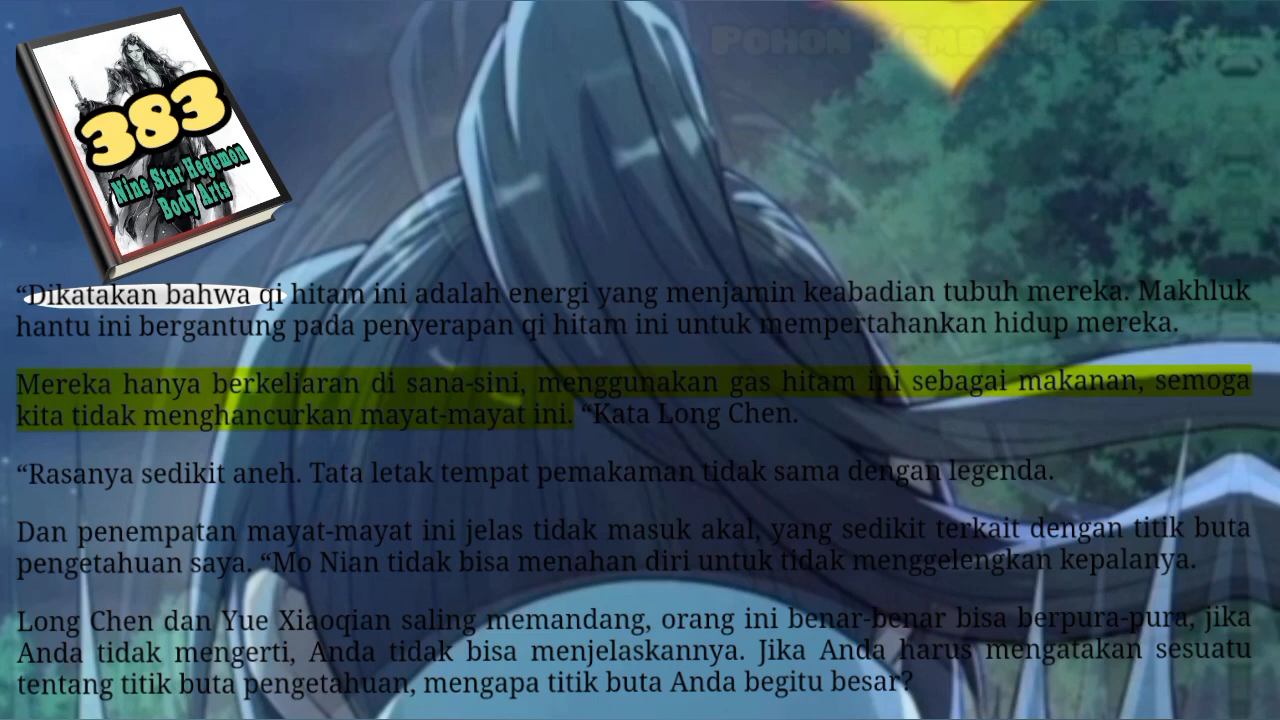 383
Nine Star Hegemon
Body Arts
“Dikatakan bahwa qi hitam ini adalah energi yang menjamin keabadian tubuh mereka. Makhluk
hantu ini bergantung pada penyerapan qi hitam ini untuk mempertahankan hidup mereka.
Mereka hanya berkeliaran di sana-sini, menggunakan gas hitam ini sebagai makanan, semoga
kita tidak menghancurkan mayat-mayat ini. “Kata Long Chen.
“Rasanya sedikit aneh. Tata letak tempat pemakaman tidak sama dengan legenda.
Dan penempatan mayat-mayat ini jelas tidak masuk akal, yang sedikit terkait dengan titik buta
pengetahuan saya. “Mo Nian tidak bisa menahan diri untuk tidak menggelengkan kepalanya.
Long Chen dan Yue Xiaoqian saling memandang, orang ini benar-benar bisa berpura-pura, jika
Anda tidak mengerti, Anda tidak bisa menjelaskannya. Jika Anda harus mengatakan sesuatu
tentang titik buta pengetahuan, mengapa titik buta Anda begitu besar?